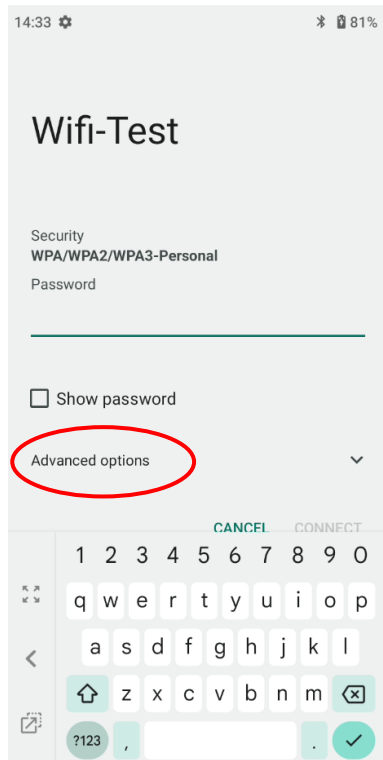 14:33 81%
Wifi-Test
Security
WPA/WPA2/WPA3-Personal
Password
Show password
Advanced options
CANCEL CONNECT
1 2 3 4 5 6 7 8 9 0
q w e r t y u i o p
a s d f g h j k l
z x c v b n m
?123 , .